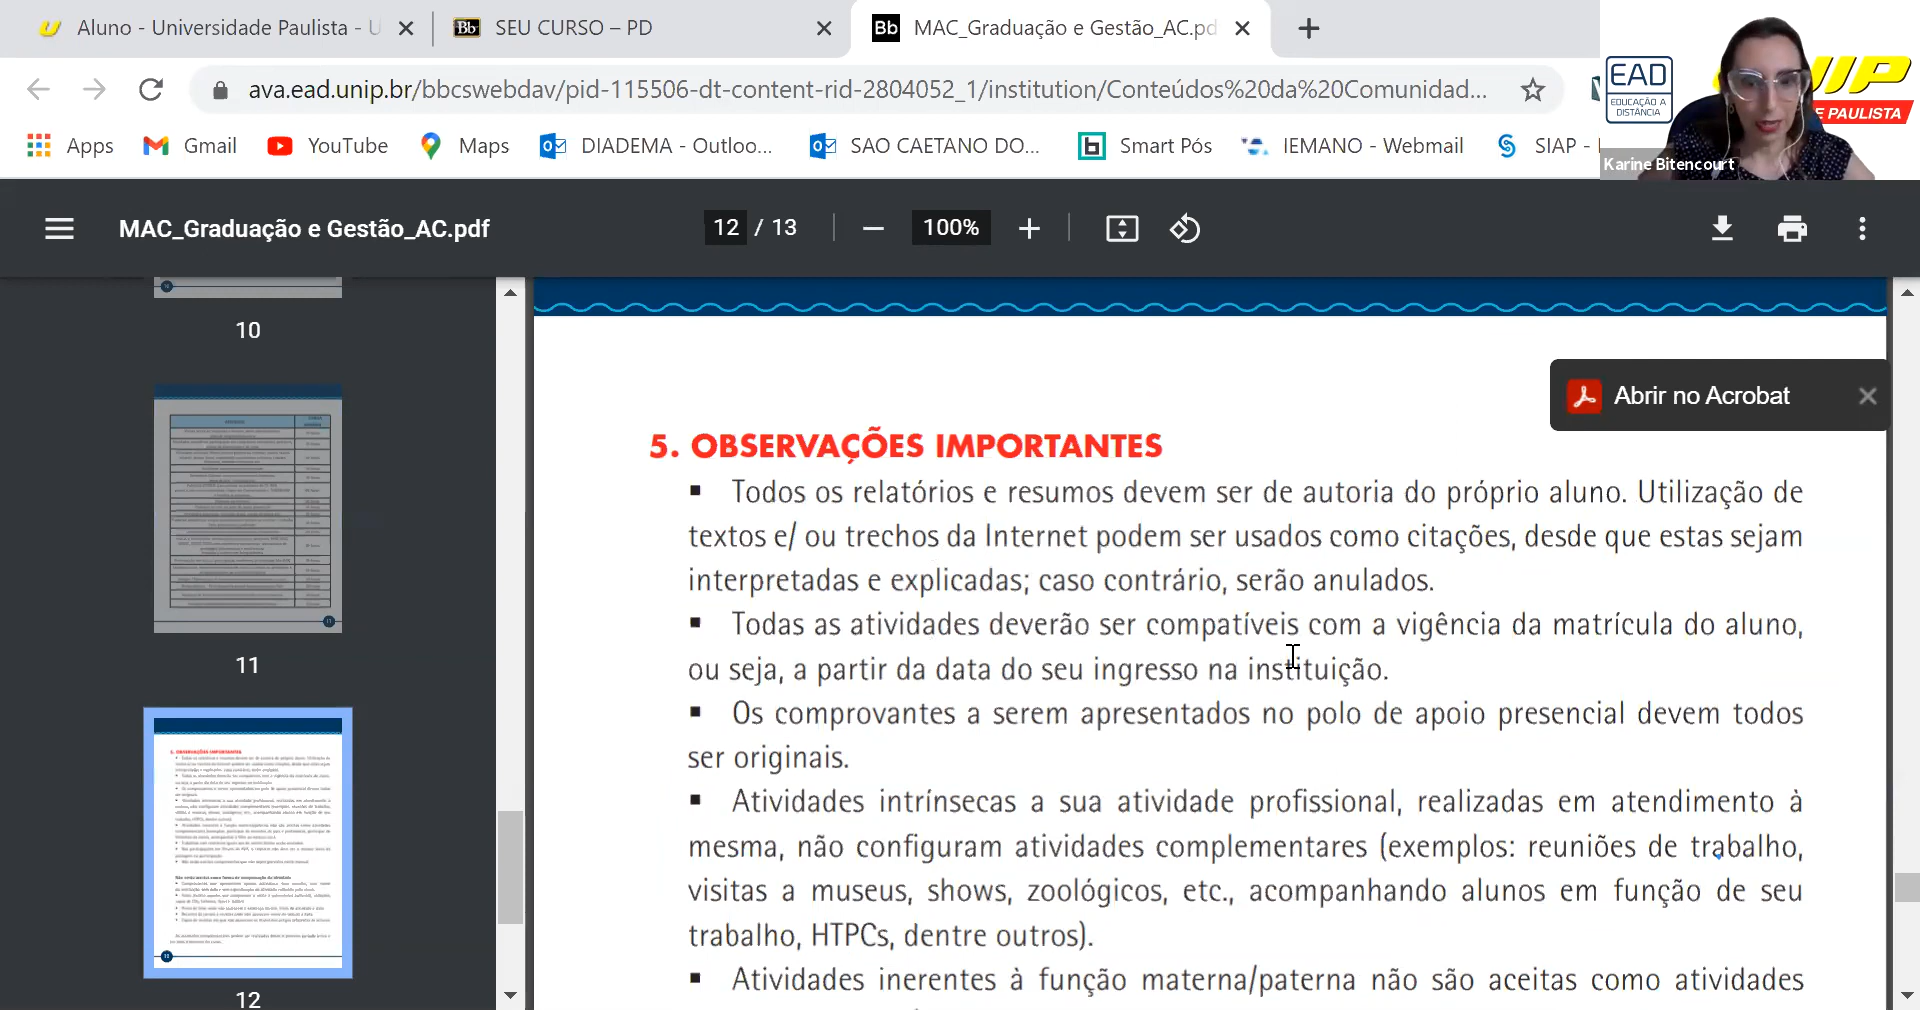 Aluno - Universidade Paulista - U
SEU CURSO – PD
MAC_Graduação e Gestão_AC.pd
ava.ead.unip.br/bbcswebdav/pid-115506-dt-content-rid-2804052_1/institution/Conteúdos%20da%20Comunidad...
EAD
EDUCAÇÃO A
DISTÂNCIA
E PAULISTA
Karine Bitencourt
Apps
Gmail
YouTube
Maps
DIADEMA - Outloo...
SAO CAETANO DO...
Smart Pós
IEMANO - Webmail
SIAP -
MAC_Graduação e Gestão_AC.pdf
12 / 13
100%
10
11
12
Abrir no Acrobat
5. OBSERVAÇÕES IMPORTANTES
▪ Todos os relatórios e resumos devem ser de autoria do próprio aluno. Utilização de
textos e/ ou trechos da Internet podem ser usados como citações, desde que estas sejam
interpretadas e explicadas; caso contrário, serão anulados.
▪ Todas as atividades deverão ser compatíveis com a vigência da matrícula do aluno,
ou seja, a partir da data do seu ingresso na instituição.
▪ Os comprovantes a serem apresentados no polo de apoio presencial devem todos
ser originais.
▪ Atividades intrínsecas a sua atividade profissional, realizadas em atendimento à
mesma, não configuram atividades complementares (exemplos: reuniões de trabalho,
visitas a museus, shows, zoológicos, etc., acompanhando alunos em função de seu
trabalho, HTPCs, dentre outros).
▪ Atividades inerentes à função materna/paterna não são aceitas como atividades